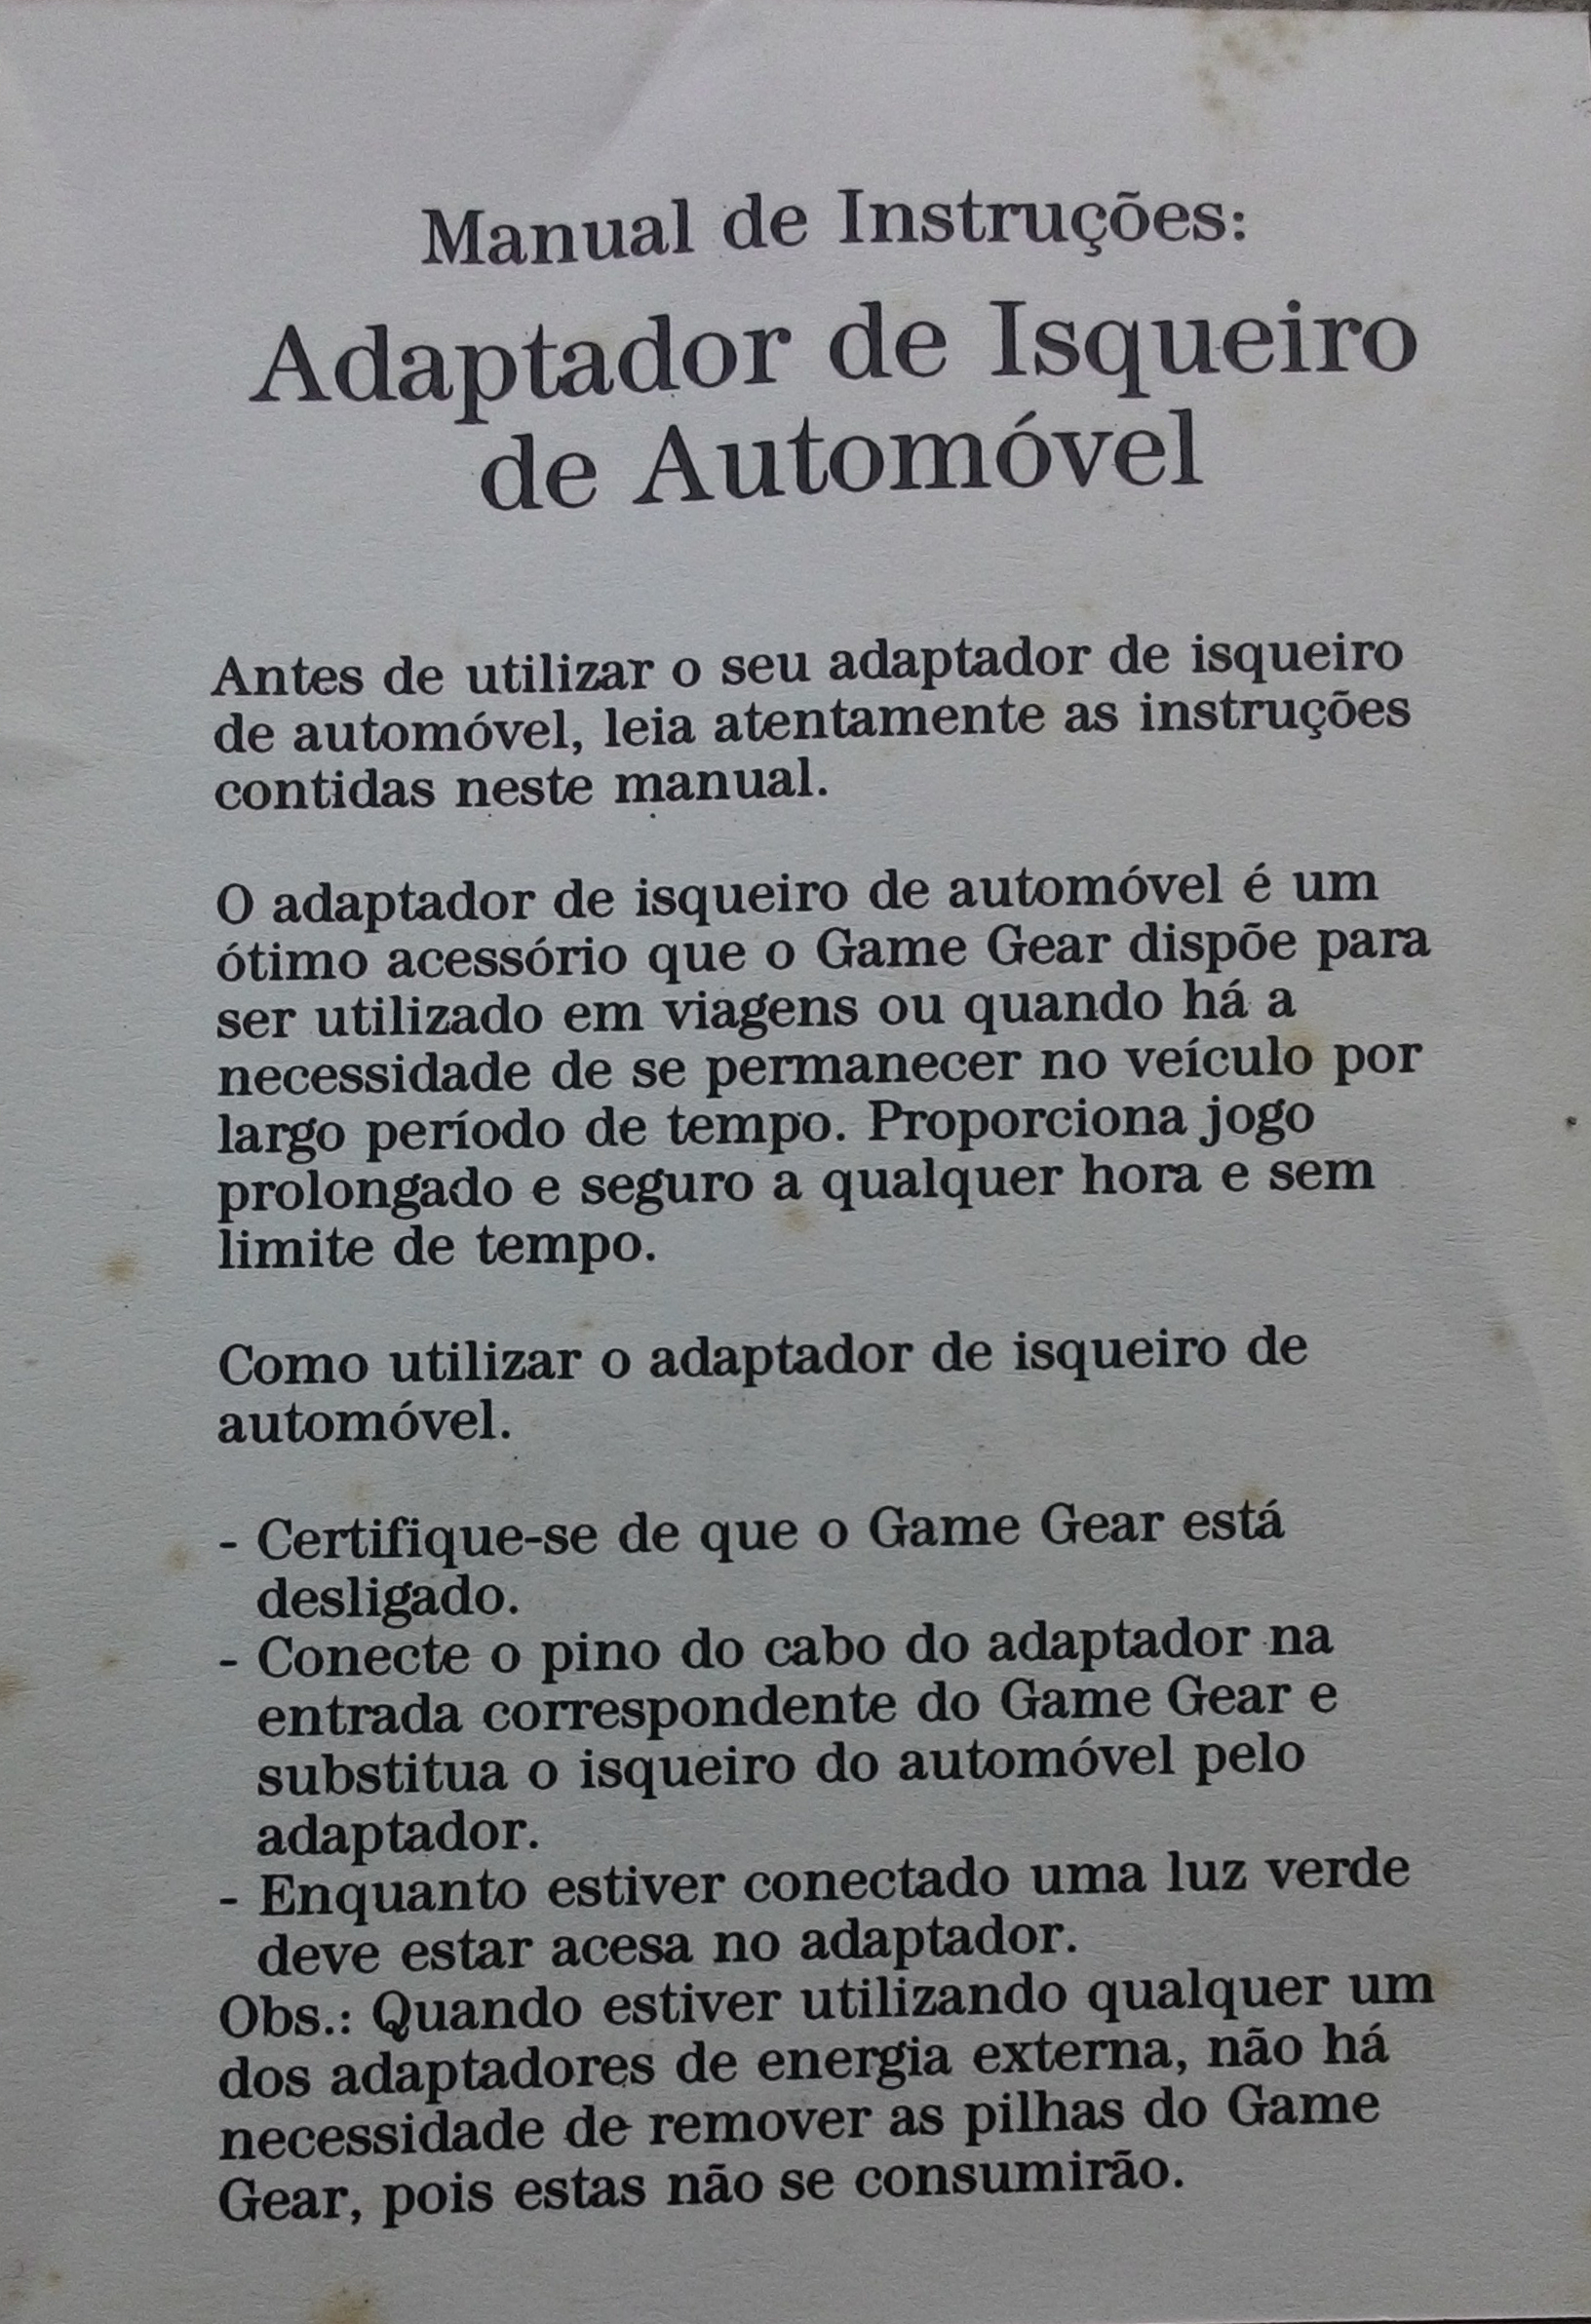 Manual de Instruções:
Adaptador de Isqueiro
de Automóvel
Antes de utilizar o seu adaptador de isqueiro
de automóvel, leia atentamente as instruções
contidas neste manual.
O adaptador de isqueiro de automóvel é um
ótimo acessório que o Game Gear dispõe para
ser utilizado em viagens ou quando há a
necessidade de se permanecer no veículo por
largo período de tempo. Proporciona jogo
prolongado e seguro a qualquer hora e sem
limite de tempo.
Como utilizar o adaptador de isqueiro de
automóvel.
- Certifique-se de que o Game Gear está
desligado.
- Conecte o pino do cabo do adaptador na
entrada correspondente do Game Gear e
substitua o isqueiro do automóvel pelo
adaptador.
- Enquanto estiver conectado uma luz verde
deve estar acesa no adaptador.
Obs.: Quando estiver utilizando qualquer um
dos adaptadores de energia externa, não há
necessidade de remover as pilhas do Game
Gear, pois estas não se consumirão.